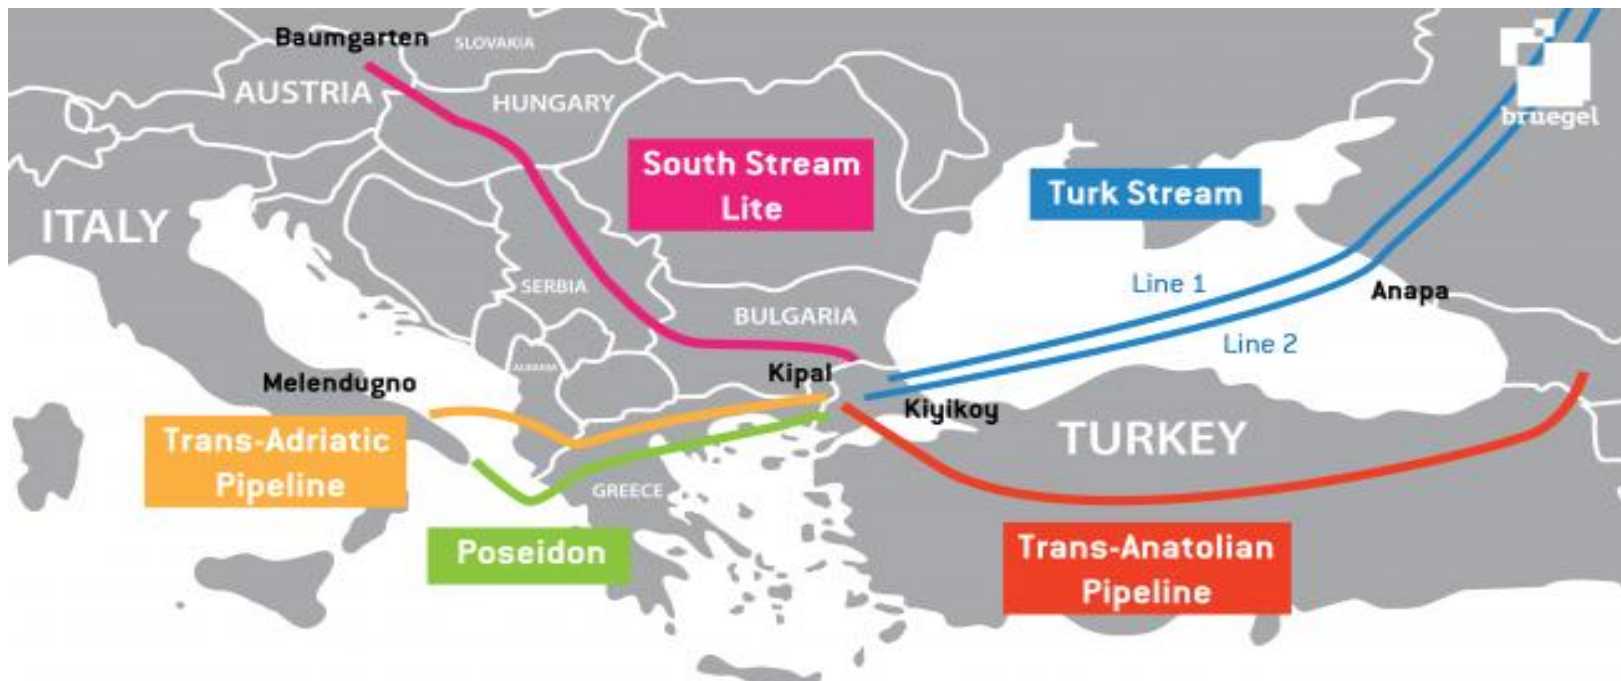 Baumgarten
SLOVAKIA
AUSTRIA
HUNGARY
bruegel
South Stream
Lite
Turk Stream
ITALY
SERBIA
Line 1
Anapa
BULGARIA
Line 2
ALBANIA
Kipal
Melendugno
Kiyikoy
TURKEY
Trans-Adriatic
Pipeline
GREECE
Poseidon
Trans-Anatolian
Pipeline